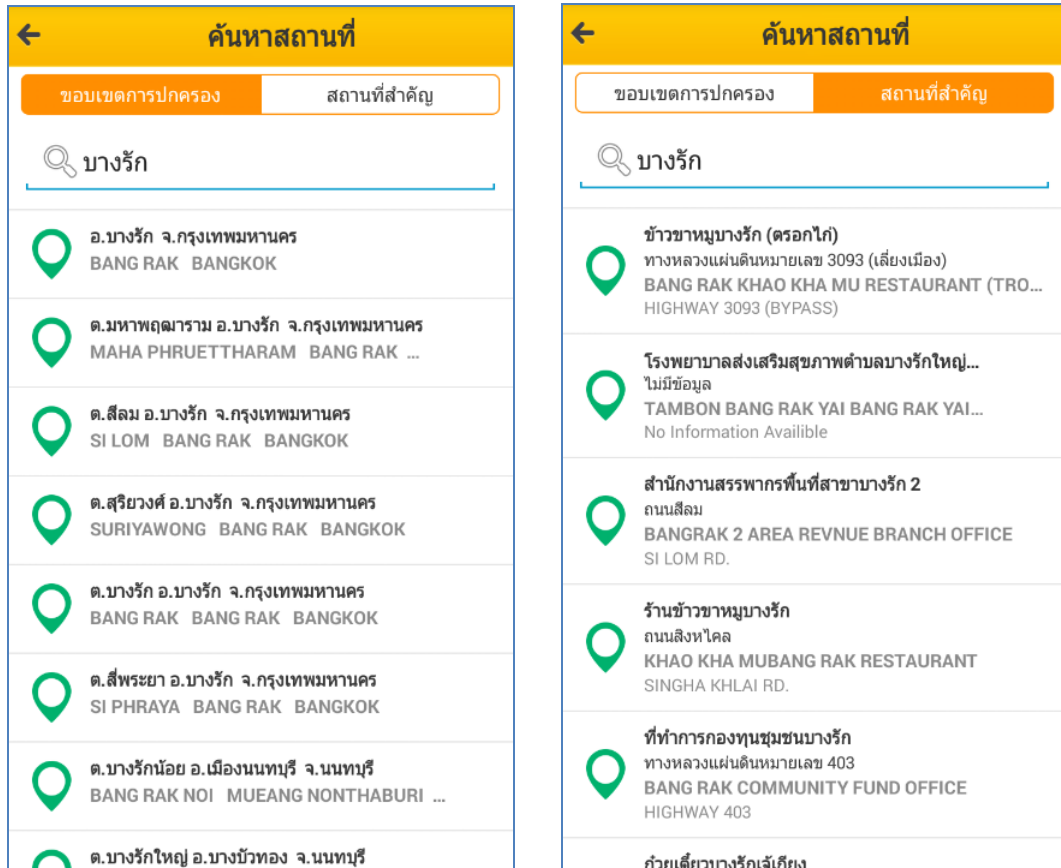 ค้นหาสถานที่
ขอบเขตการปกครอง
สถานที่สำคัญ
บางรัก
อ.บางรัก จ.กรุงเทพมหานคร
BANG RAK BANGKOK
ต.มหาพฤฒาราม อ.บางรัก จ.กรุงเทพมหานคร
MAHA PHRUETTHARAM BANG RAK ...
ต.สีลม อ.บางรัก จ.กรุงเทพมหานคร
SI LOM BANG RAK BANGKOK
ต.สุริยวงศ์ อ.บางรัก จ.กรุงเทพมหานคร
SURIYAWONG BANG RAK BANGKOK
ต.บางรัก อ.บางรัก จ.กรุงเทพมหานคร
BANG RAK BANG RAK BANGKOK
ต.สี่พระยา อ.บางรัก จ.กรุงเทพมหานคร
SI PHRAYA BANG RAK BANGKOK
ต.บางรักน้อย อ.เมืองนนทบุรี จ.นนทบุรี
BANG RAK NOI MUEANG NONTHABURI ...
ต.บางรักใหญ่ อ.บางบัวทอง จ.นนทบุรี
ค้นหาสถานที่
ขอบเขตการปกครอง
สถานที่สำคัญ
บางรัก
ข้าวขาหมูบางรัก (ตรอกไก่)
ทางหลวงแผ่นดินหมายเลข 3093 (เลี่ยงเมือง)
BANG RAK KHAO KHA MU RESTAURANT (TRO...
HIGHWAY 3093 (BYPASS)
โรงพยาบาลส่งเสริมสุขภาพตำบลบางรักใหญ่...
ไม่มีข้อมูล
TAMBON BANG RAK YAI BANG RAK YAI...
No Information Availible
สำนักงานสรรพากรพื้นที่สาขาบางรัก 2
ถนนสีลม
BANGRAK 2 AREA REVNUE BRANCH OFFICE
SI LOM RD.
ร้านข้าวขาหมูบางรัก
ถนนสิงหไคล
KHAO KHA MUBANG RAK RESTAURANT
SINGHA KHLAI RD.
ที่ทำการกองทุนชุมชนบางรัก
ทางหลวงแผ่นดินหมายเลข 403
BANG RAK COMMUNITY FUND OFFICE
HIGHWAY 403
ก๋วยเตี๋ยวบางรักเจ้เกียง